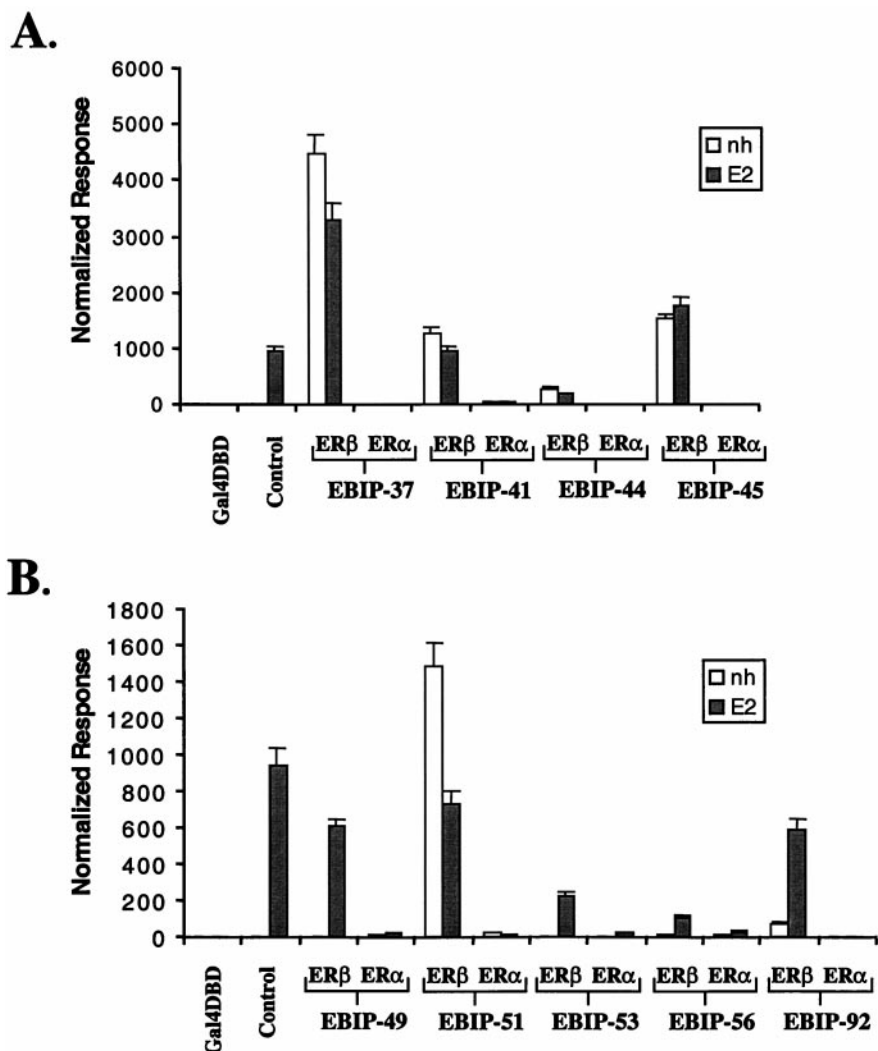 A.
Normalized Response
6000
5000
4000
3000
2000
1000
0
nh
E2
Gal4DBD
Control
ERβ ERα
EBIP-37
ERβ ERα
EBIP-41
ERβ ERα
EBIP-44
ERβ ERα
EBIP-45
B.
Normalized Response
1800
1600
1400
1200
1000
800
600
400
200
0
nh
E2
Gal4DBD
Control
ERβ ERα
EBIP-49
ERβ ERα
EBIP-51
ERβ ERα
EBIP-53
ERβ ERα
EBIP-56
ERβ ERα
EBIP-92